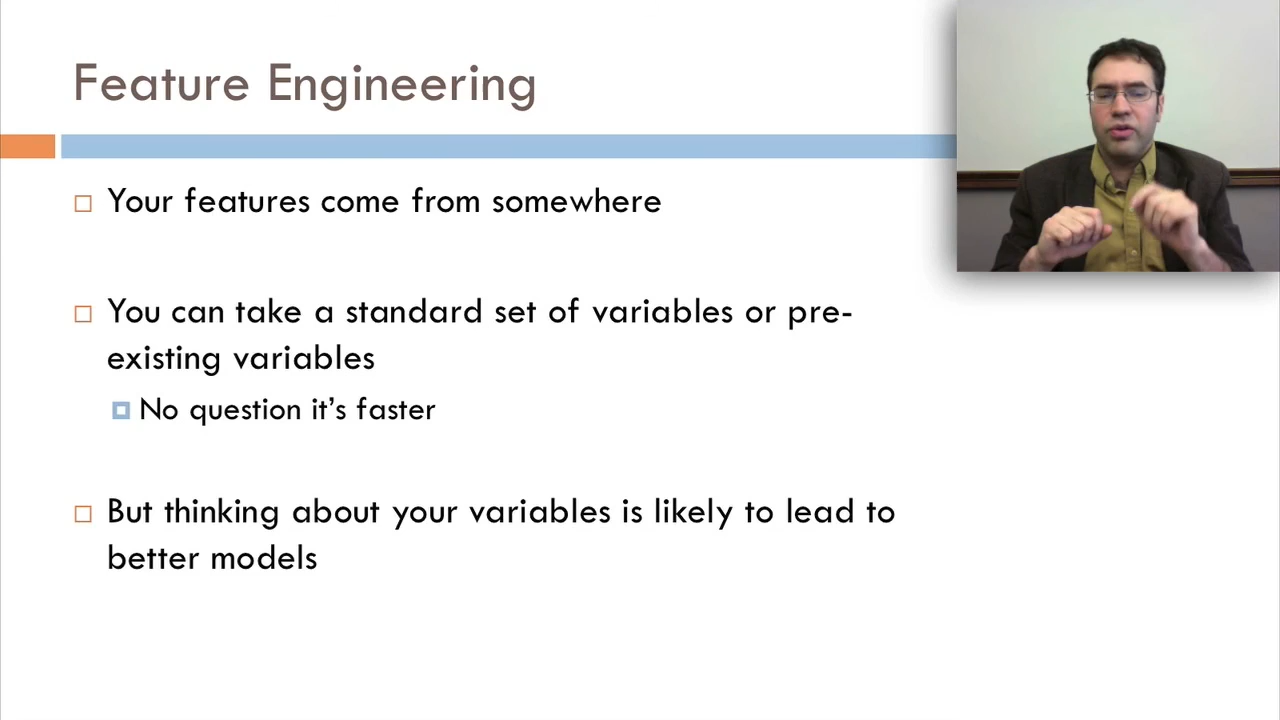 Feature Engineering
Your features come from somewhere
You can take a standard set of variables or pre-
existing variables
No question it's faster
But thinking about your variables is likely to lead to
better models